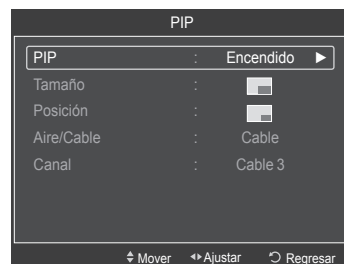 PIP
PIP : Encendido ►
Tamaño :
Posición :
Aire/Cable : Cable
Canal : Cable 3
Mover Ajustar Regresar